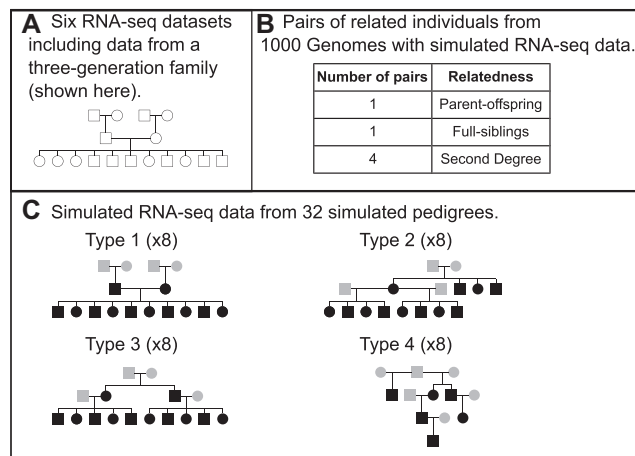 A Six RNA-seq datasets
including data from a
three-generation family
(shown here).
B Pairs of related individuals from
1000 Genomes with simulated RNA-seq data.
Number of pairs Relatedness
1 Parent-offspring
1 Full-siblings
4 Second Degree
C Simulated RNA-seq data from 32 simulated pedigrees.
Type 1 (x8) Type 2 (x8)
Type 3 (x8) Type 4 (x8)